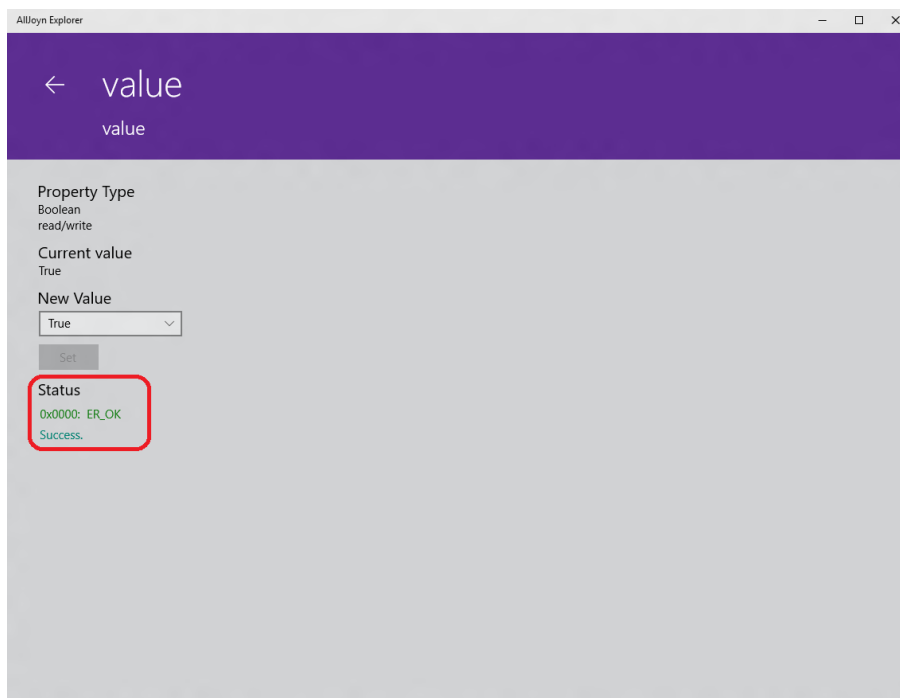 AllJoyn Explorer
value
value
Property Type
Boolean
read/write
Current value
True
New Value
True
Set
Status
0x0000: ER_OK
Success.